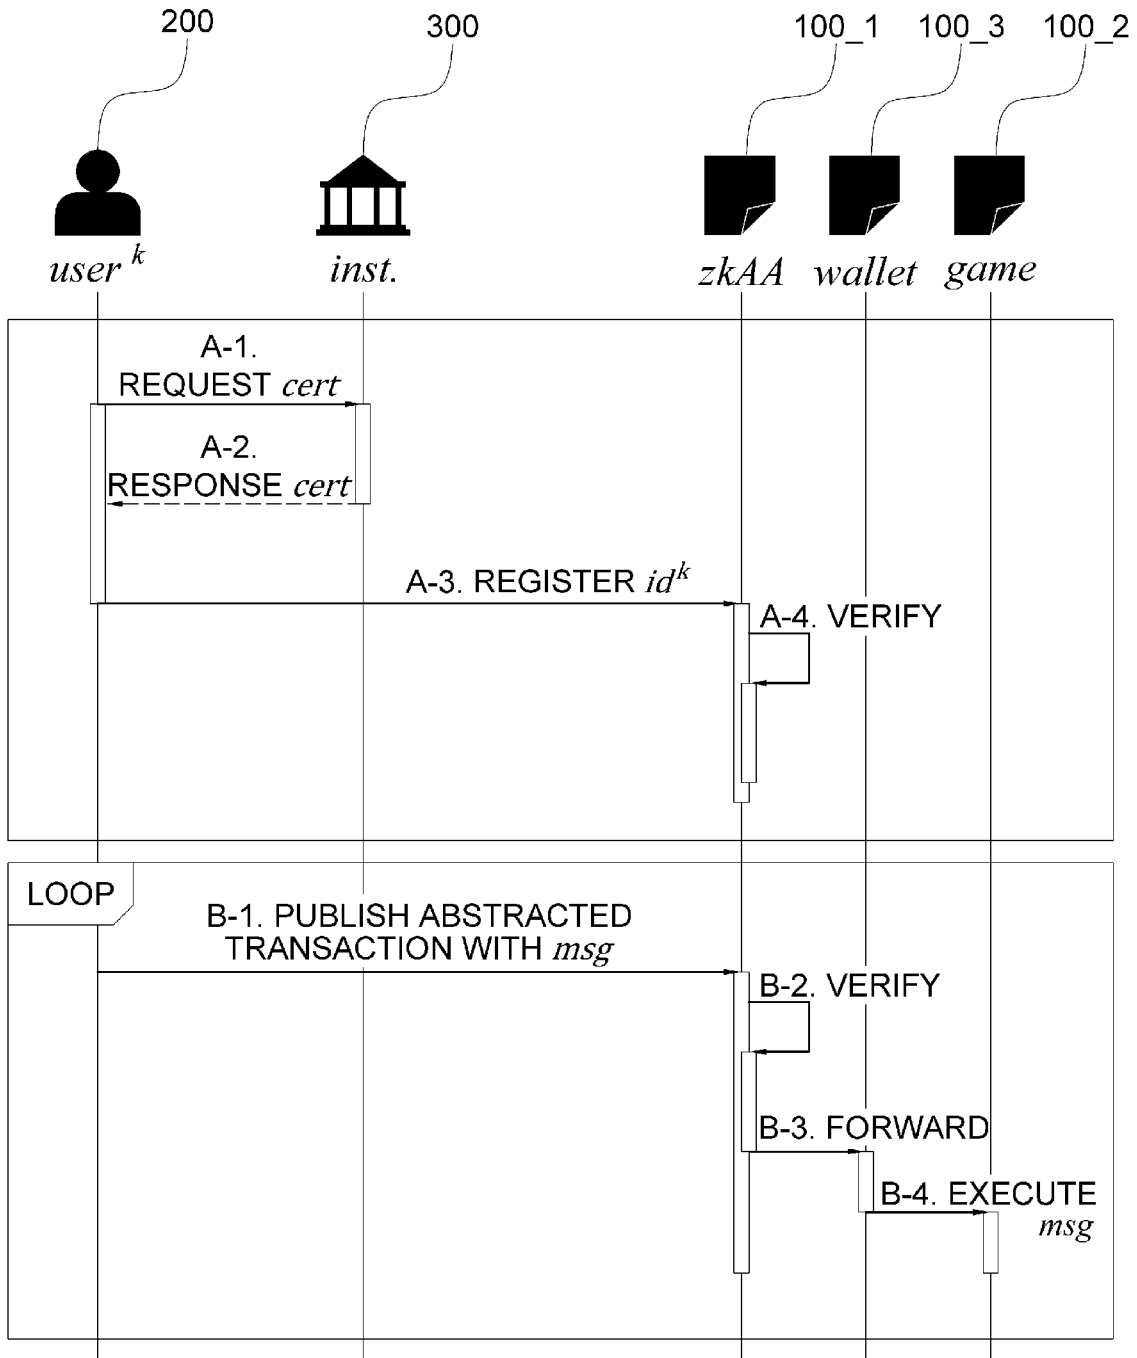 200 300 100_1 100_3 100_2
user k inst. zkAA wallet game
A-1.
REQUEST cert
A-2.
RESPONSE cert
A-3. REGISTER id k
A-4. VERIFY
LOOP
B-1. PUBLISH ABSTRACTED
TRANSACTION WITH msg
B-2. VERIFY
B-3. FORWARD
B-4. EXECUTE
msg